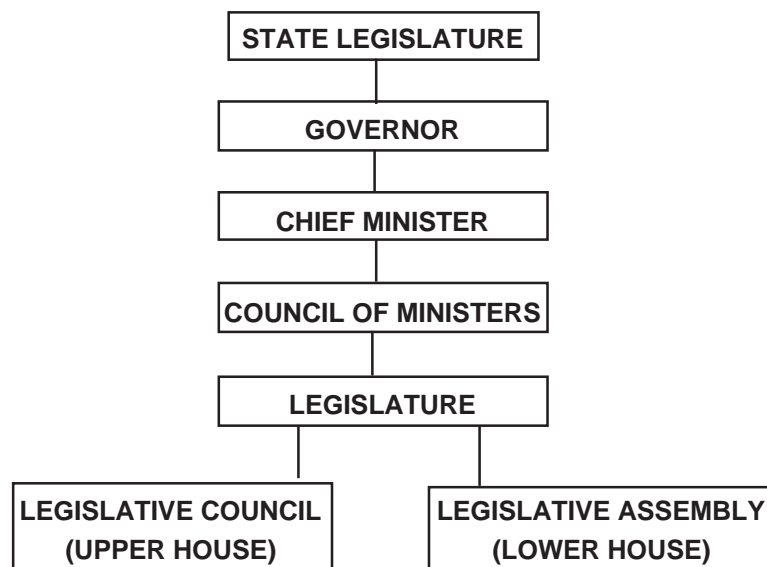 STATE LEGISLATURE
GOVERNOR
CHIEF MINISTER
COUNCIL OF MINISTERS
LEGISLATURE
LEGISLATIVE COUNCIL
(UPPER HOUSE)
LEGISLATIVE ASSEMBLY
(LOWER HOUSE)